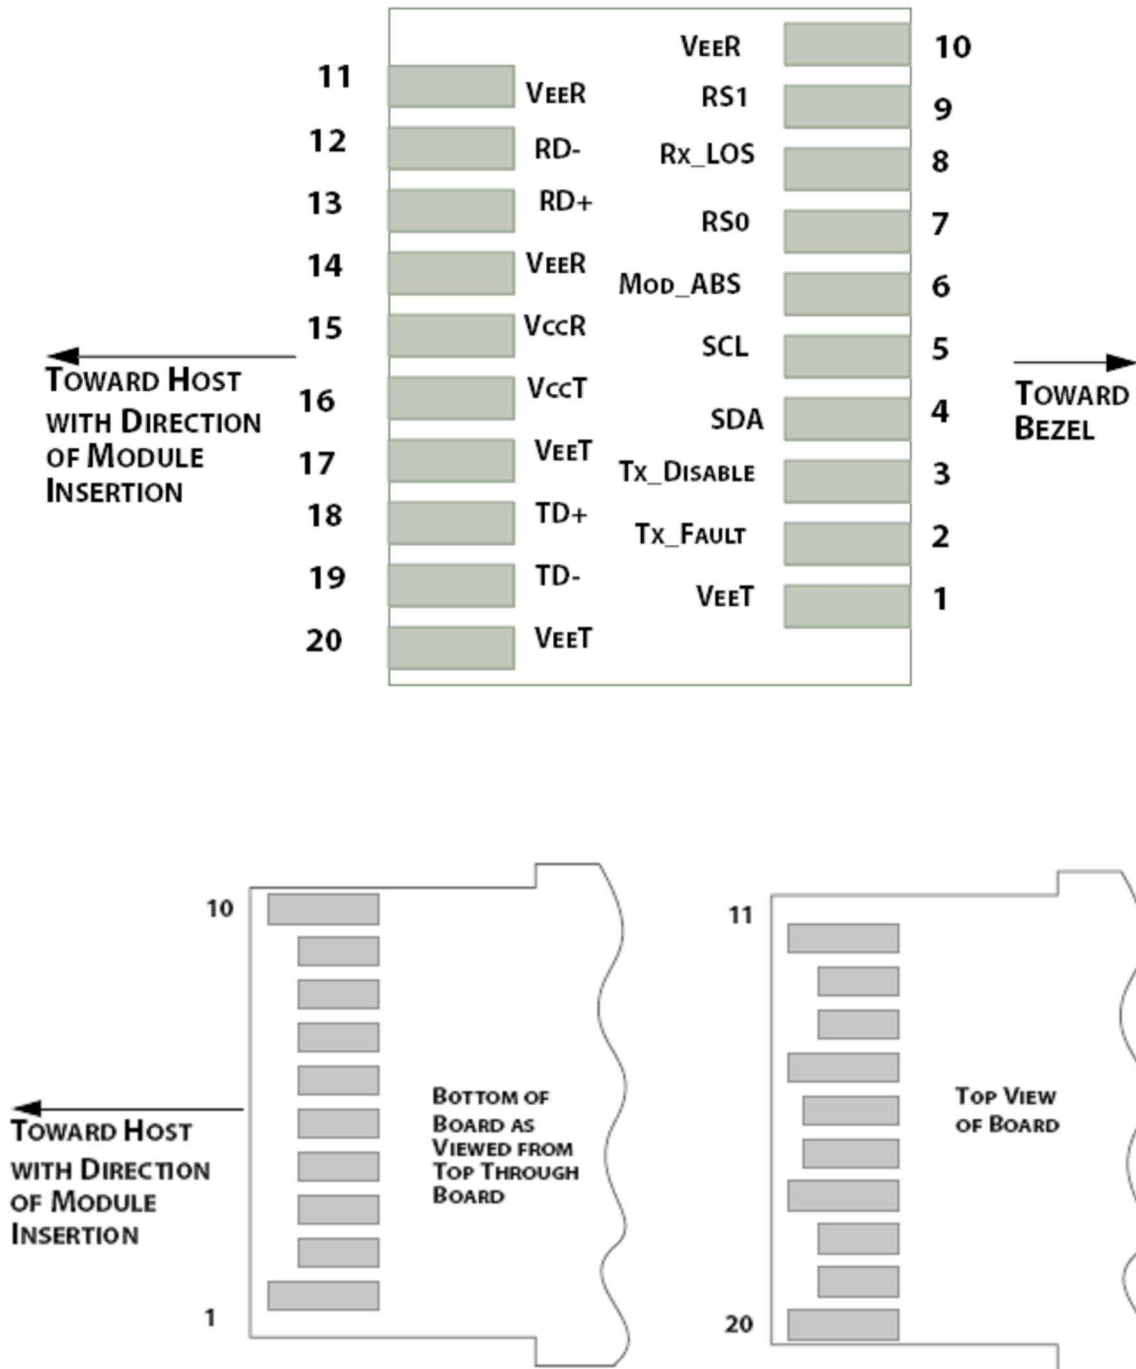 VEER 10
11 VEER
RS1 9
12 RD-
RX_LOS 8
13 RD+
RS0 7
14 VEER
MOD_ABS 6
15 VCCR
SCL 5
16 VCCT
SDA 4
17 VEET
TX_DISABLE 3
18 TD+
TX_FAULT 2
19 TD-
VEET 1
20 VEET
TOWARD HOST
WITH DIRECTION
OF MODULE
INSERTION
TOWARD
BEZEL
10
1
BOTTOM OF
BOARD AS
VIEWED FROM
TOP THROUGH
BOARD
TOWARD HOST
WITH DIRECTION
OF MODULE
INSERTION
11
20
TOP VIEW
OF BOARD